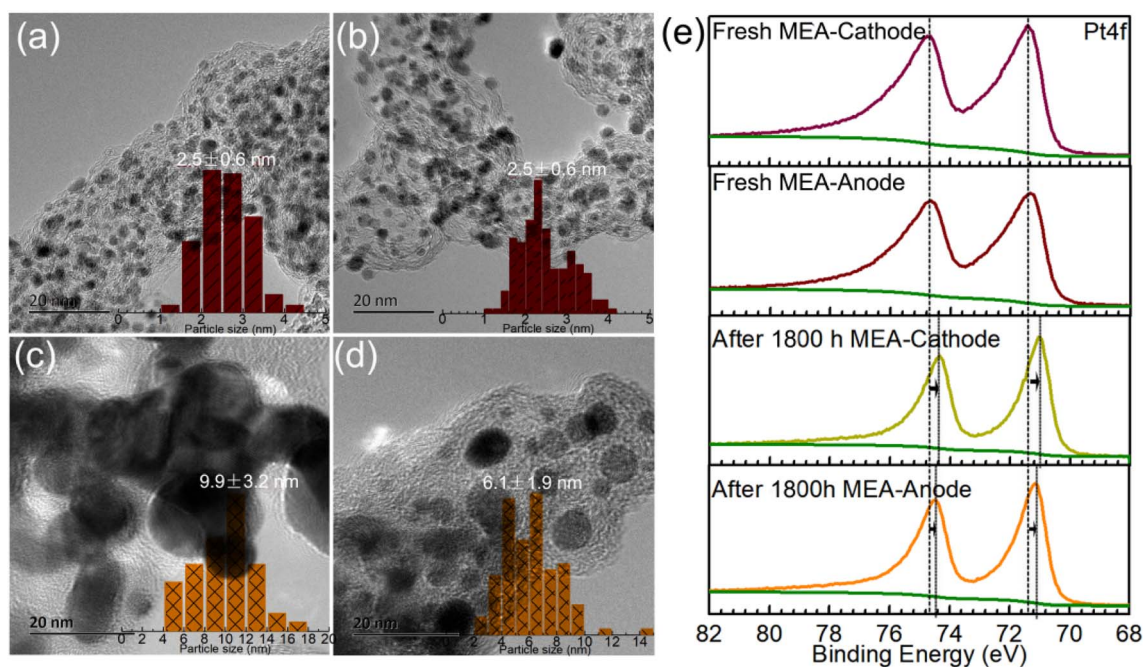 (a)
2.5±0.6 nm
20 nm
0 1 2 3 4 5
Particle size (nm)
(b)
2.5±0.6 nm
20 nm
0 1 2 3 4 5
Particle size (nm)
(c)
9.9±3.2 nm
20 nm
0 2 4 6 8 10 12 14 16 18 20
Particle size (nm)
(d)
6.1±1.9 nm
20 nm
0 2 4 6 8 10 12 14
Particle size (nm)
(e)
Fresh MEA-Cathode
Pt4f
Fresh MEA-Anode
After 1800 h MEA-Cathode
After 1800h MEA-Anode
82 80 78 76 74 72 70 68
Binding Energy (eV)